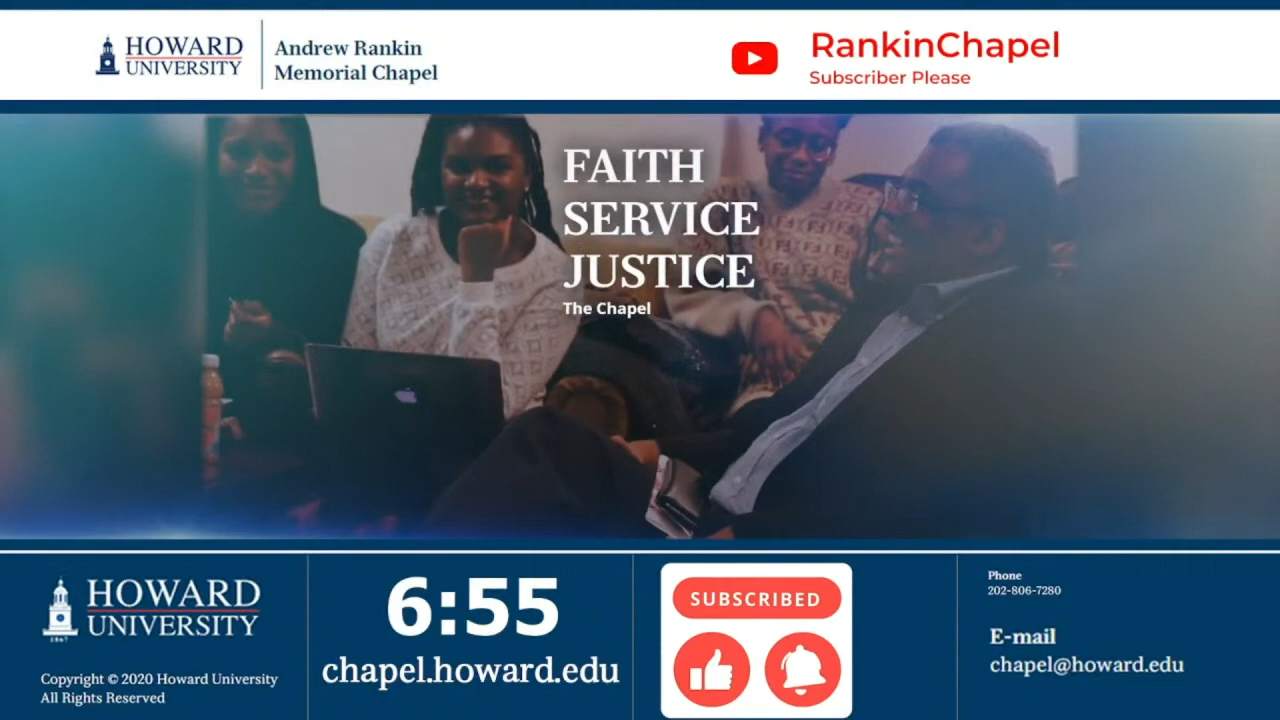 HOWARD
UNIVERSITY
Andrew Rankin
Memorial Chapel
RankinChapel
Subscriber Please
FAITH
SERVICE
JUSTICE
The Chapel
HOWARD
UNIVERSITY
1867
Copyright © 2020 Howard University
All Rights Reserved
6:55
chapel.howard.edu
SUBSCRIBED
Phone
202-806-7280
E-mail
chapel@howard.edu